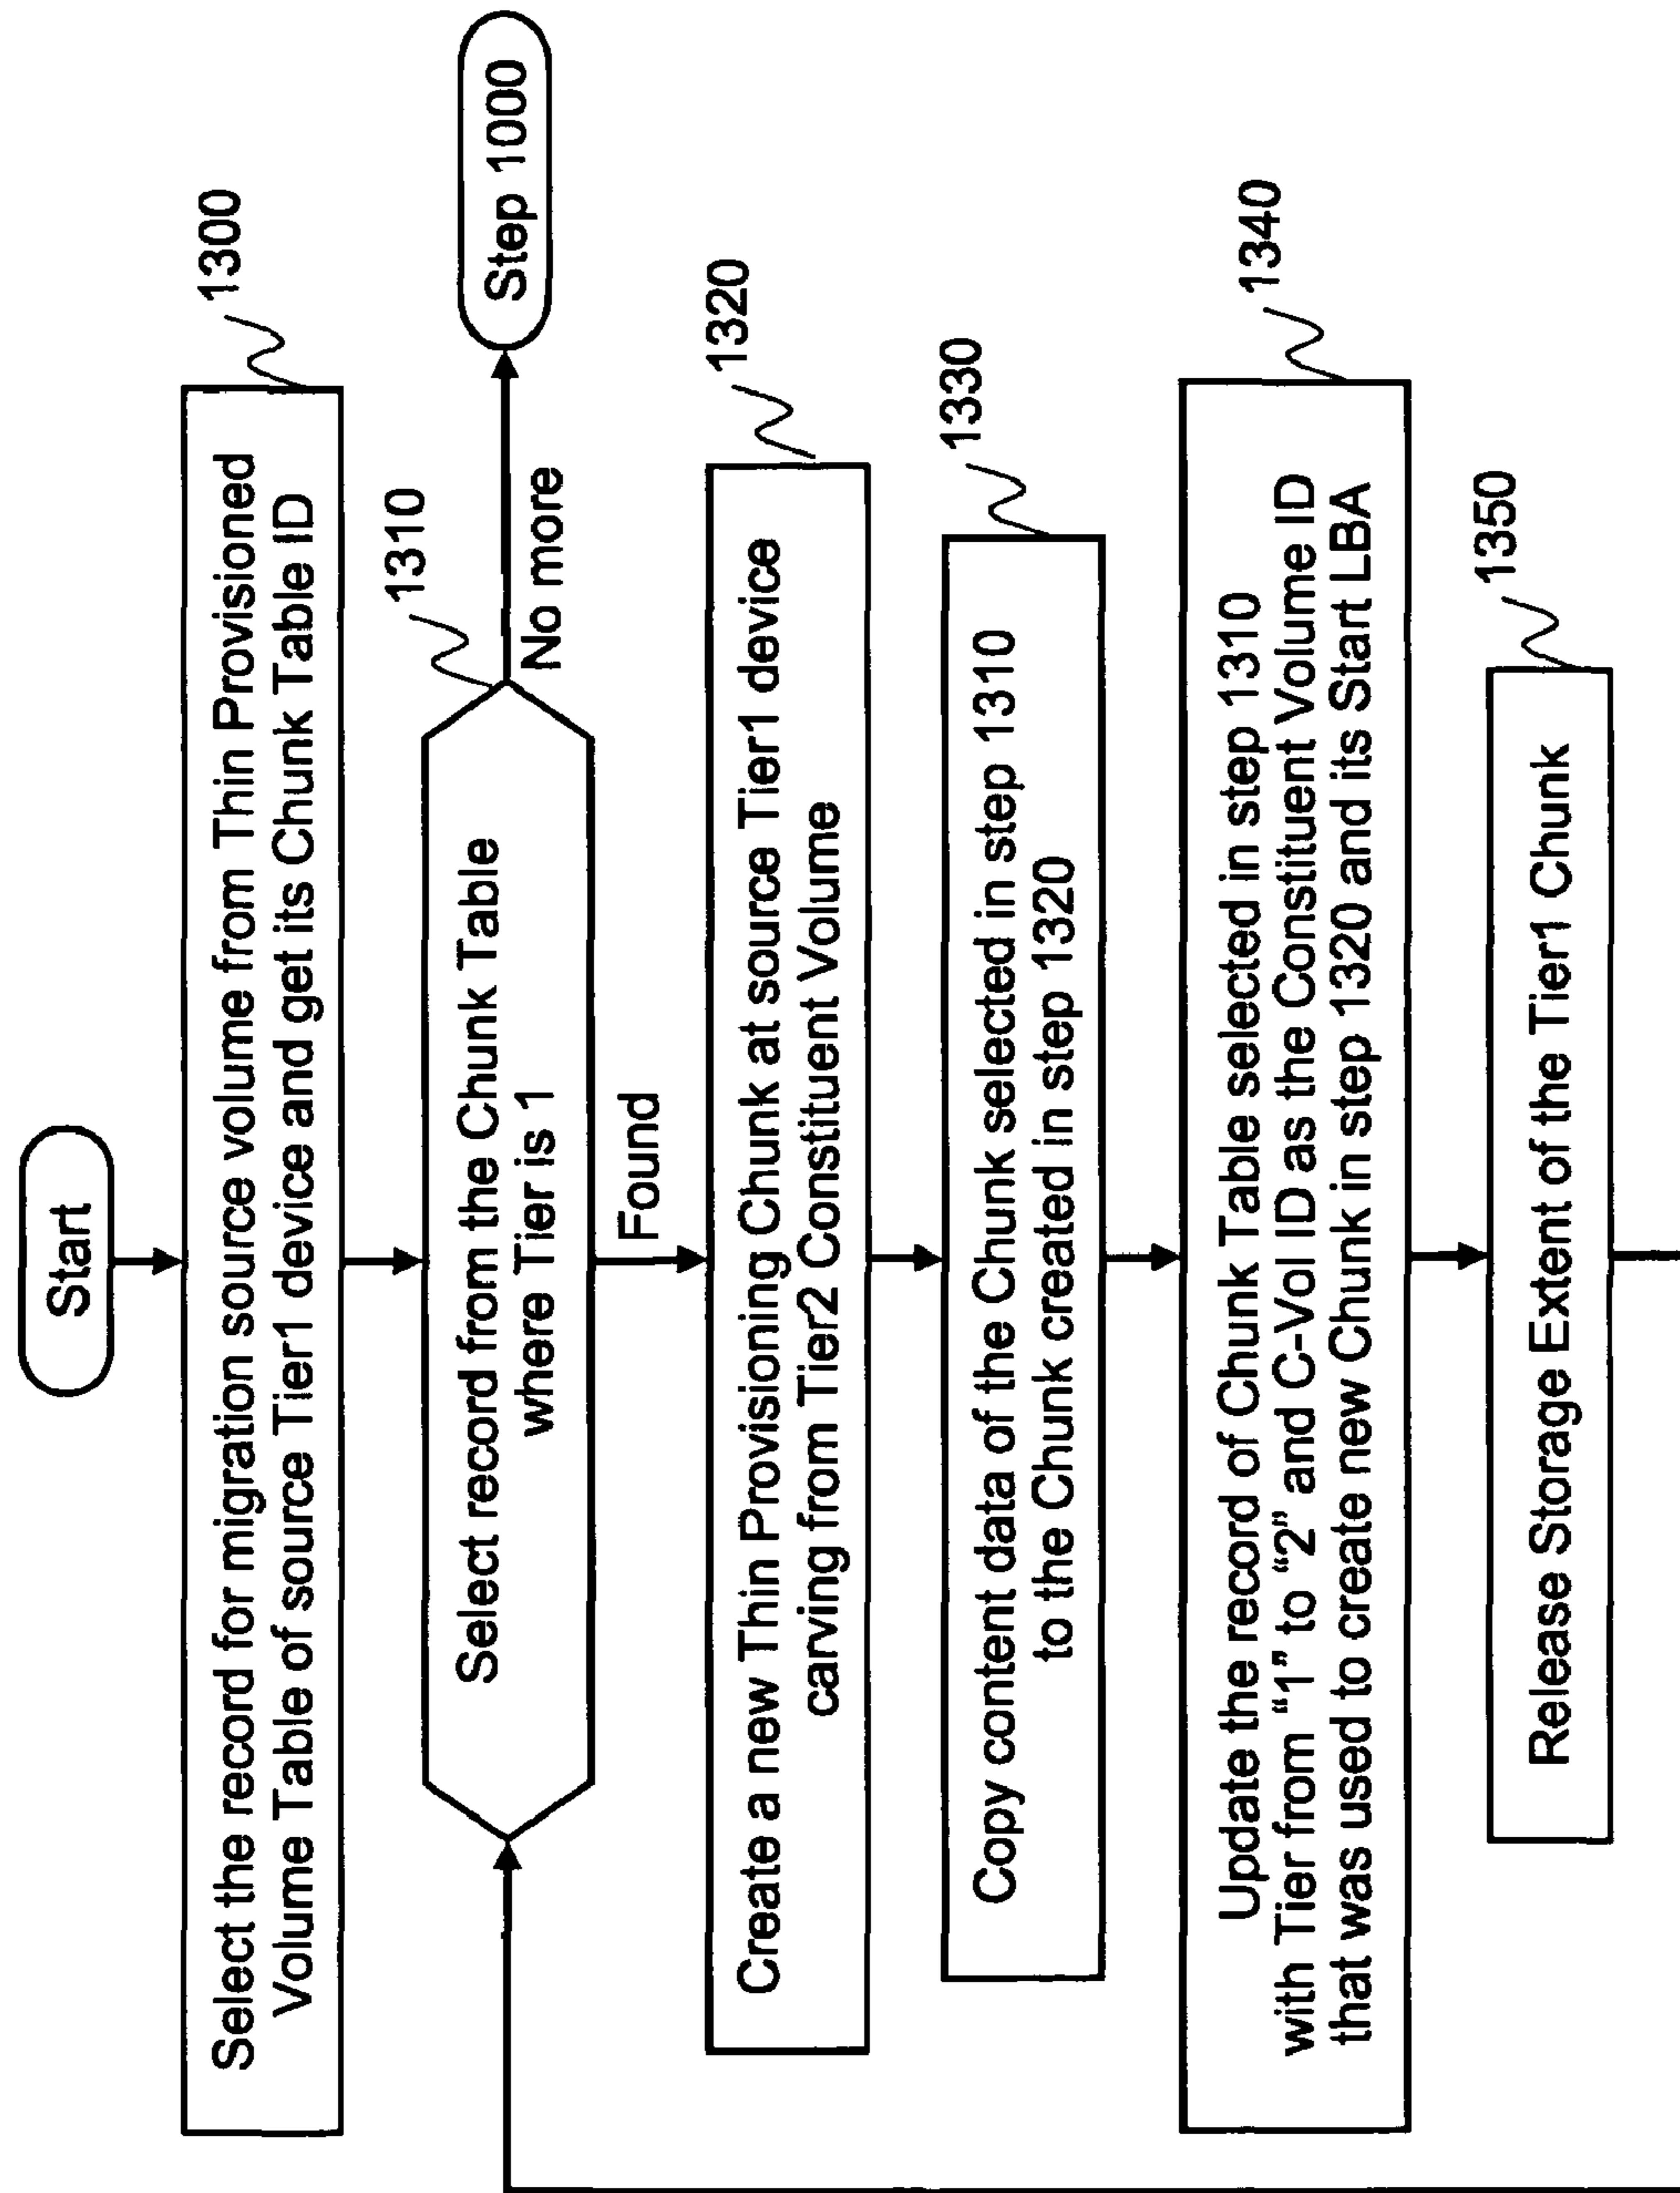 Start
1300
Select the record for migration source volume from Thin Provisioned
Volume Table of source Tier1 device and get its Chunk Table ID
1310
Select record from the Chunk Table
where Tier is 1
No more
Step 1000
Found
1320
Create a new Thin Provisioning Chunk at source Tier1 device
carving from Tier2 Constituent Volume
1330
Copy content data of the Chunk selected in step 1310
to the Chunk created in step 1320
1340
Update the record of Chunk Table selected in step 1310
with Tier from “1” to “2” and C-Vol ID as the Constituent Volume ID
that was used to create new Chunk in step 1320 and its Start LBA
1350
Release Storage Extent of the Tier1 Chunk